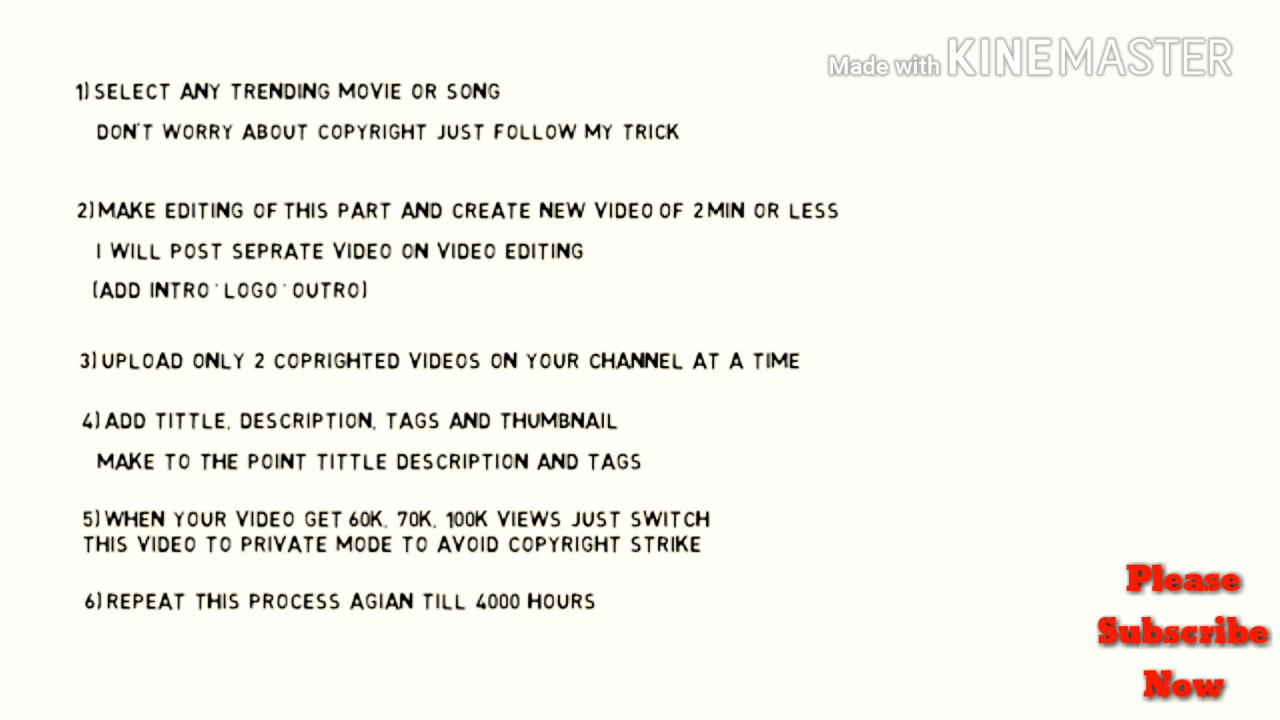 Made with KINEMASTER
1) SELECT ANY TRENDING MOVIE OR SONG
DON'T WORRY ABOUT COPYRIGHT JUST FOLLOW MY TRICK
2) MAKE EDITING OF THIS PART AND CREATE NEW VIDEO OF 2 MIN OR LESS
I WILL POST SEPRATE VIDEO ON VIDEO EDITING
(ADD INTRO ' LOGO ' OUTRO)
3) UPLOAD ONLY 2 COPRIGHTED VIDEOS ON YOUR CHANNEL AT A TIME
4) ADD TITTLE, DESCRIPTION, TAGS AND THUMBNAIL
MAKE TO THE POINT TITTLE DESCRIPTION AND TAGS
5) WHEN YOUR VIDEO GET 60K, 70K, 100K VIEWS JUST SWITCH
THIS VIDEO TO PRIVATE MODE TO AVOID COPYRIGHT STRIKE
6) REPEAT THIS PROCESS AGIAN TILL 4000 HOURS
Please
Subscribe
Now